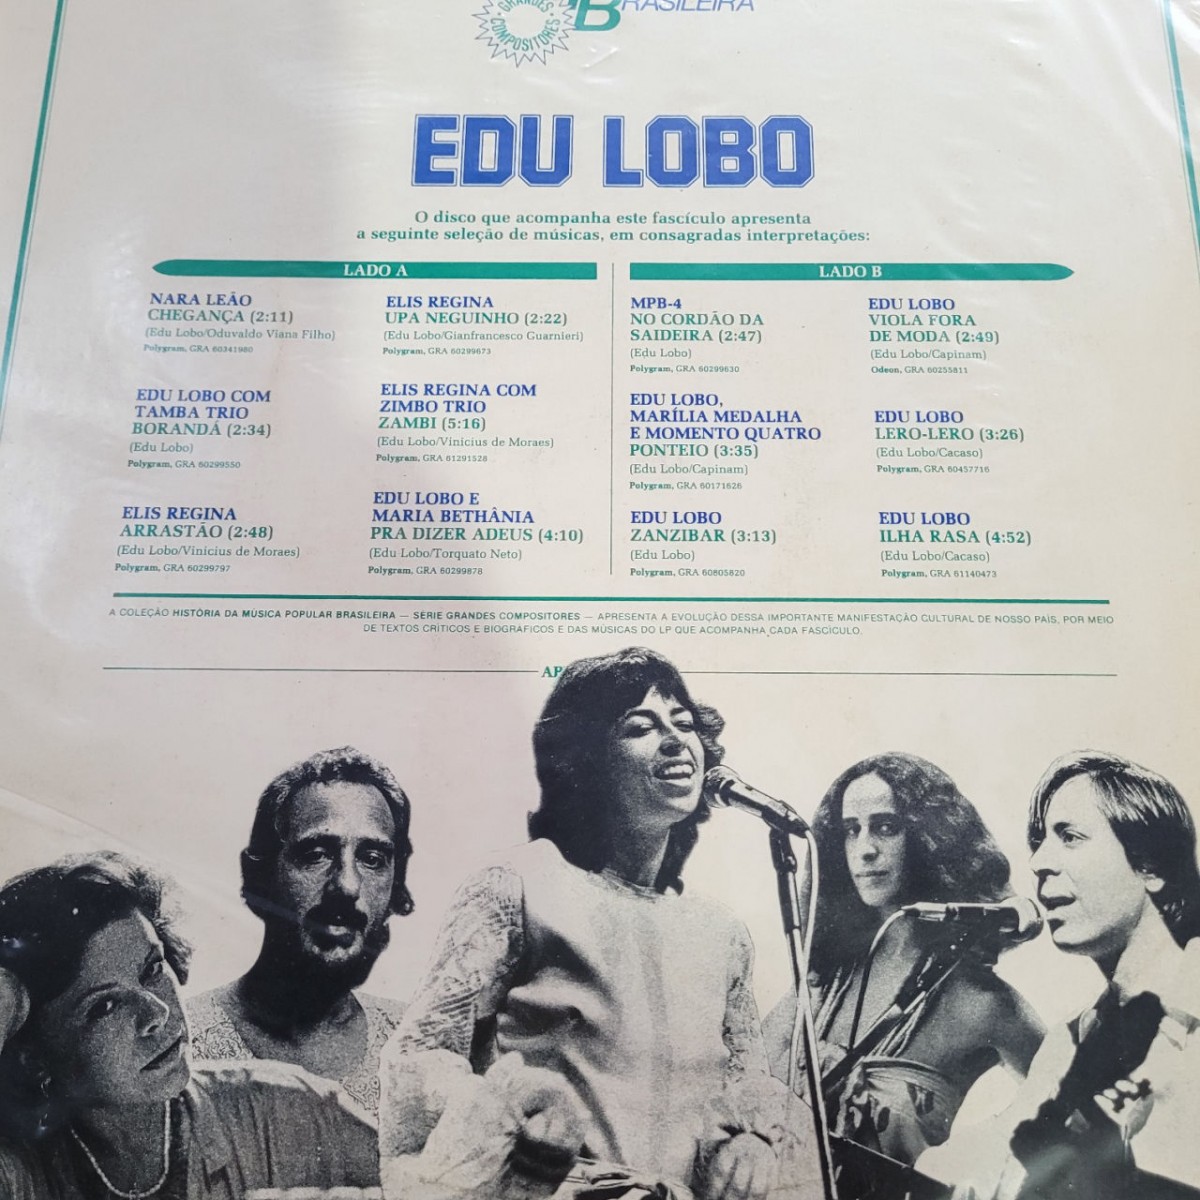 GRANDES
COMPOSITORES
BRASILEIRA
EDU LOBO
O disco que acompanha este fascículo apresenta
a seguinte seleção de músicas, em consagradas interpretações:
LADO A
NARA LEÃO
CHEGANÇA (2:11)
(Edu Lobo/Oduvaldo Viana Filho)
Polygram, GRA 60341980
EDU LOBO COM
TAMBA TRIO
BORANDÁ (2:34)
(Edu Lobo)
Polygram, GRA 60299550
ELIS REGINA
ARRASTÃO (2:48)
(Edu Lobo/Vinícius de Moraes)
Polygram, GRA 60299797
ELIS REGINA
UPA NEGUINHO (2:22)
(Edu Lobo/Gianfrancesco Guarnieri)
Polygram, GRA 60299673
ELIS REGINA COM
ZIMBO TRIO
ZAMBI (5:16)
(Edu Lobo/Vinícius de Moraes)
Polygram, GRA 61291528
EDU LOBO E
MARIA BETHÂNIA
PRA DIZER ADEUS (4:10)
(Edu Lobo/Torquato Neto)
Polygram, GRA 60299878
LADO B
MPB-4
NO CORDÃO DA
SAIDEIRA (2:47)
(Edu Lobo)
Polygram, GRA 60299630
EDU LOBO,
MARÍLIA MEDALHA
E MOMENTO QUATRO
PONTEIO (3:35)
(Edu Lobo/Capinam)
Polygram, GRA 60171626
EDU LOBO
ZANZIBAR (3:13)
(Edu Lobo)
Polygram, GRA 60805820
EDU LOBO
VIOLA FORA
DE MODA (2:49)
(Edu Lobo/Capinam)
Odeon, GRA 60255811
EDU LOBO
LERO-LERO (3:26)
(Edu Lobo/Cacaso)
Polygram, GRA 60457716
EDU LOBO
ILHA RASA (4:52)
(Edu Lobo/Cacaso)
Polygram, GRA 61140473
A COLEÇÃO HISTÓRIA DA MÚSICA POPULAR BRASILEIRA — SÉRIE GRANDES COMPOSITORES — APRESENTA A EVOLUÇÃO DESSA IMPORTANTE MANIFESTAÇÃO CULTURAL DE NOSSO PAÍS, POR MEIO
DE TEXTOS CRÍTICOS E BIOGRÁFICOS E DAS MÚSICAS DO LP QUE ACOMPANHA CADA FASCÍCULO.